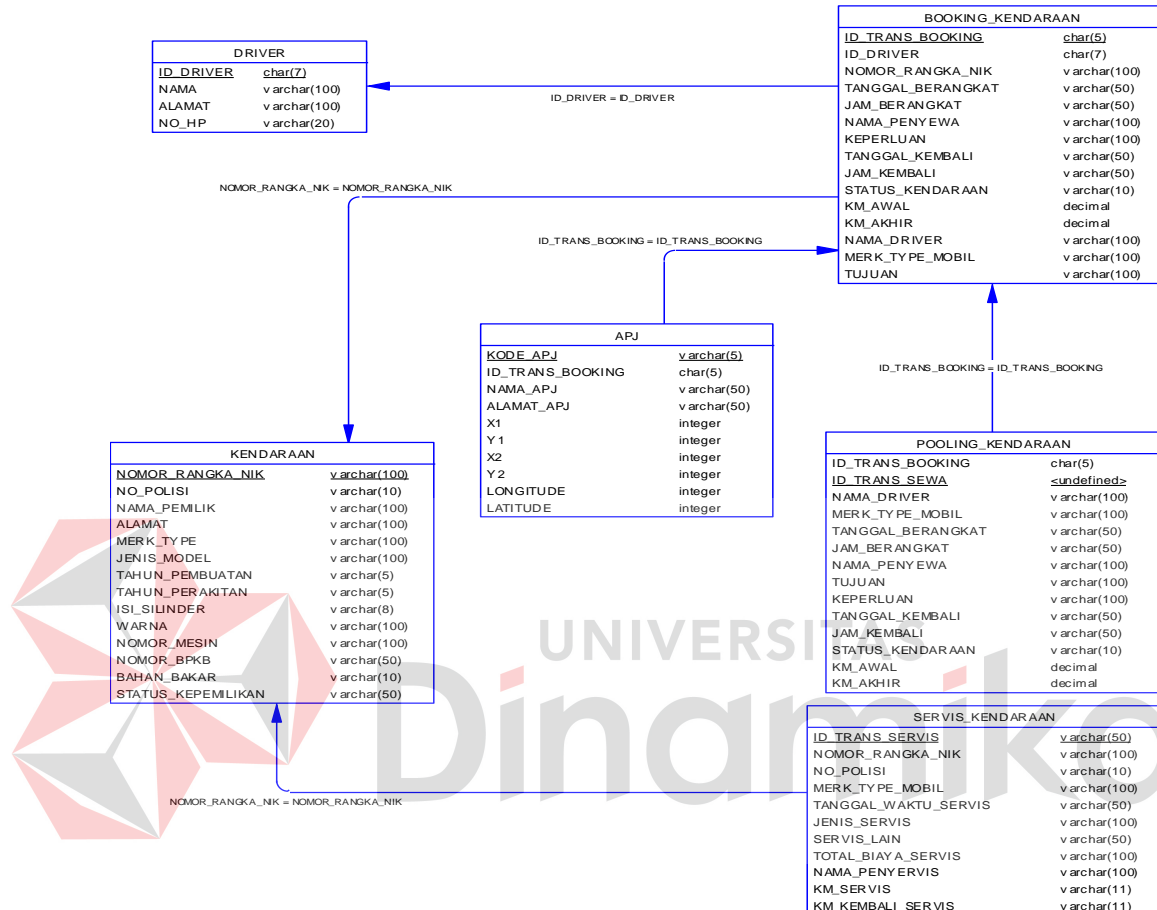 DRIVER
ID_DRIVER char(7)
NAMA varchar(100)
ALAMAT varchar(100)
NO_HP varchar(20)
ID_DRIVER = ID_DRIVER
BOOKING_KENDARAAN
ID_TRANS_BOOKING char(5)
ID_DRIVER char(7)
NOMOR_RANGKA_NIK varchar(100)
TANGGAL_BERANGKAT varchar(50)
JAM_BERANGKAT varchar(50)
NAMA_PENYEWA varchar(100)
KEPERLUAN varchar(100)
TANGGAL_KEMBALI varchar(50)
JAM_KEMBALI varchar(50)
STATUS_KENDARAAN varchar(10)
KM_AWAL decimal
KM_AKHIR decimal
NAMA_DRIVER varchar(100)
MERK_TYPE_MOBIL varchar(100)
TUJUAN varchar(100)
NOMOR_RANGKA_NIK = NOMOR_RANGKA_NIK
ID_TRANS_BOOKING = ID_TRANS_BOOKING
APJ
KODE_APJ varchar(5)
ID_TRANS_BOOKING char(5)
NAMA_APJ varchar(50)
ALAMAT_APJ varchar(50)
X1 integer
Y1 integer
X2 integer
Y2 integer
LONGITUDE integer
LATITUDE integer
ID_TRANS_BOOKING = ID_TRANS_BOOKING
KENDARAAN
NOMOR_RANGKA_NIK varchar(100)
NO_POLISI varchar(10)
NAMA_PEMILIK varchar(100)
ALAMAT varchar(100)
MERK_TYPE varchar(100)
JENIS_MODEL varchar(100)
TAHUN_PEMBUATAN varchar(5)
TAHUN_PERAKITAN varchar(5)
ISI_SILINDER varchar(8)
WARNA varchar(100)
NOMOR_MESIN varchar(100)
NOMOR_BPKB varchar(50)
BAHAN_BAKAR varchar(10)
STATUS_KEPEMILIKAN varchar(50)
POOLING_KENDARAAN
ID_TRANS_BOOKING char(5)
ID_TRANS_SEWA <undefined>
NAMA_DRIVER varchar(100)
MERK_TYPE_MOBIL varchar(100)
TANGGAL_BERANGKAT varchar(50)
JAM_BERANGKAT varchar(50)
NAMA_PENYEWA varchar(100)
TUJUAN varchar(100)
KEPERLUAN varchar(100)
TANGGAL_KEMBALI varchar(50)
JAM_KEMBALI varchar(50)
STATUS_KENDARAAN varchar(10)
KM_AWAL decimal
KM_AKHIR decimal
UNIVERSITAS
Dinamiko
NOMOR_RANGKA_NIK = NOMOR_RANGKA_NIK
SERVIS_KENDARAAN
ID_TRANS_SERVIS varchar(50)
NOMOR_RANGKA_NIK varchar(100)
NO_POLISI varchar(10)
MERK_TYPE_MOBIL varchar(100)
TANGGAL_WAKTU_SERVIS varchar(50)
JENIS_SERVIS varchar(100)
SERVIS_LAIN varchar(50)
TOTAL_BIAYA_SERVIS varchar(100)
NAMA_PENYERVIS varchar(100)
KM_SERVIS varchar(11)
KM_KEMBALI_SERVIS varchar(11)